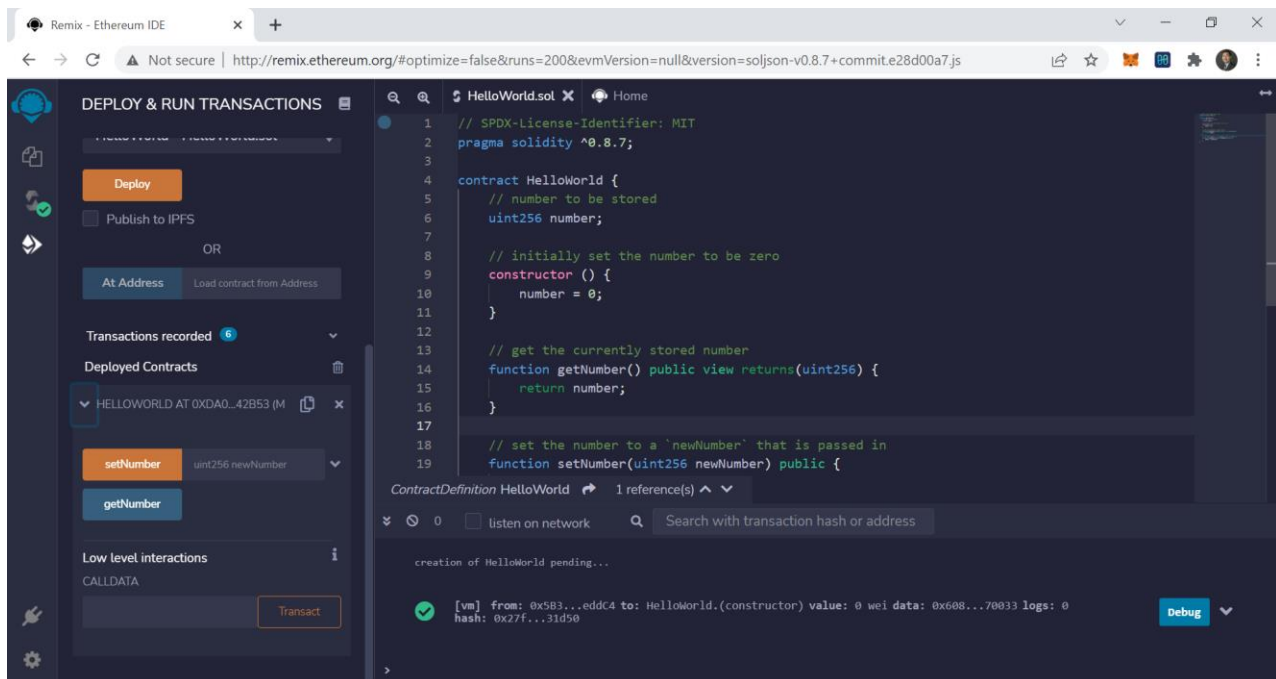 Remix - Ethereum IDE
Not secure | http://remix.ethereum.org/#optimize=false&runs=200&evmVersion=null&version=soljson-v0.8.7+commit.e28d00a7.js
DEPLOY & RUN TRANSACTIONS
HelloWorld - HelloWorld.sol
Deploy
Publish to IPFS
OR
At Address Load contract from Address
Transactions recorded 6
Deployed Contracts
HELLOWORLD AT 0XDA0...42B53 (M
setNumber uint256 newNumber
getNumber
Low level interactions
CALLDATA
Transact
HelloWorld.sol Home
1 // SPDX-License-Identifier: MIT
2 pragma solidity ^0.8.7;
3
4 contract HelloWorld {
5 // number to be stored
6 uint256 number;
7
8 // initially set the number to be zero
9 constructor () {
10 number = 0;
11 }
12
13 // get the currently stored number
14 function getNumber() public view returns(uint256) {
15 return number;
16 }
17
18 // set the number to a `newNumber` that is passed in
19 function setNumber(uint256 newNumber) public {
ContractDefinition HelloWorld 1 reference(s)
0 listen on network Search with transaction hash or address
creation of HelloWorld pending...
[vm] from: 0x5B3...eddC4 to: HelloWorld.(constructor) value: 0 wei data: 0x608...70033 logs: 0
hash: 0x27f...31d50
Debug
>